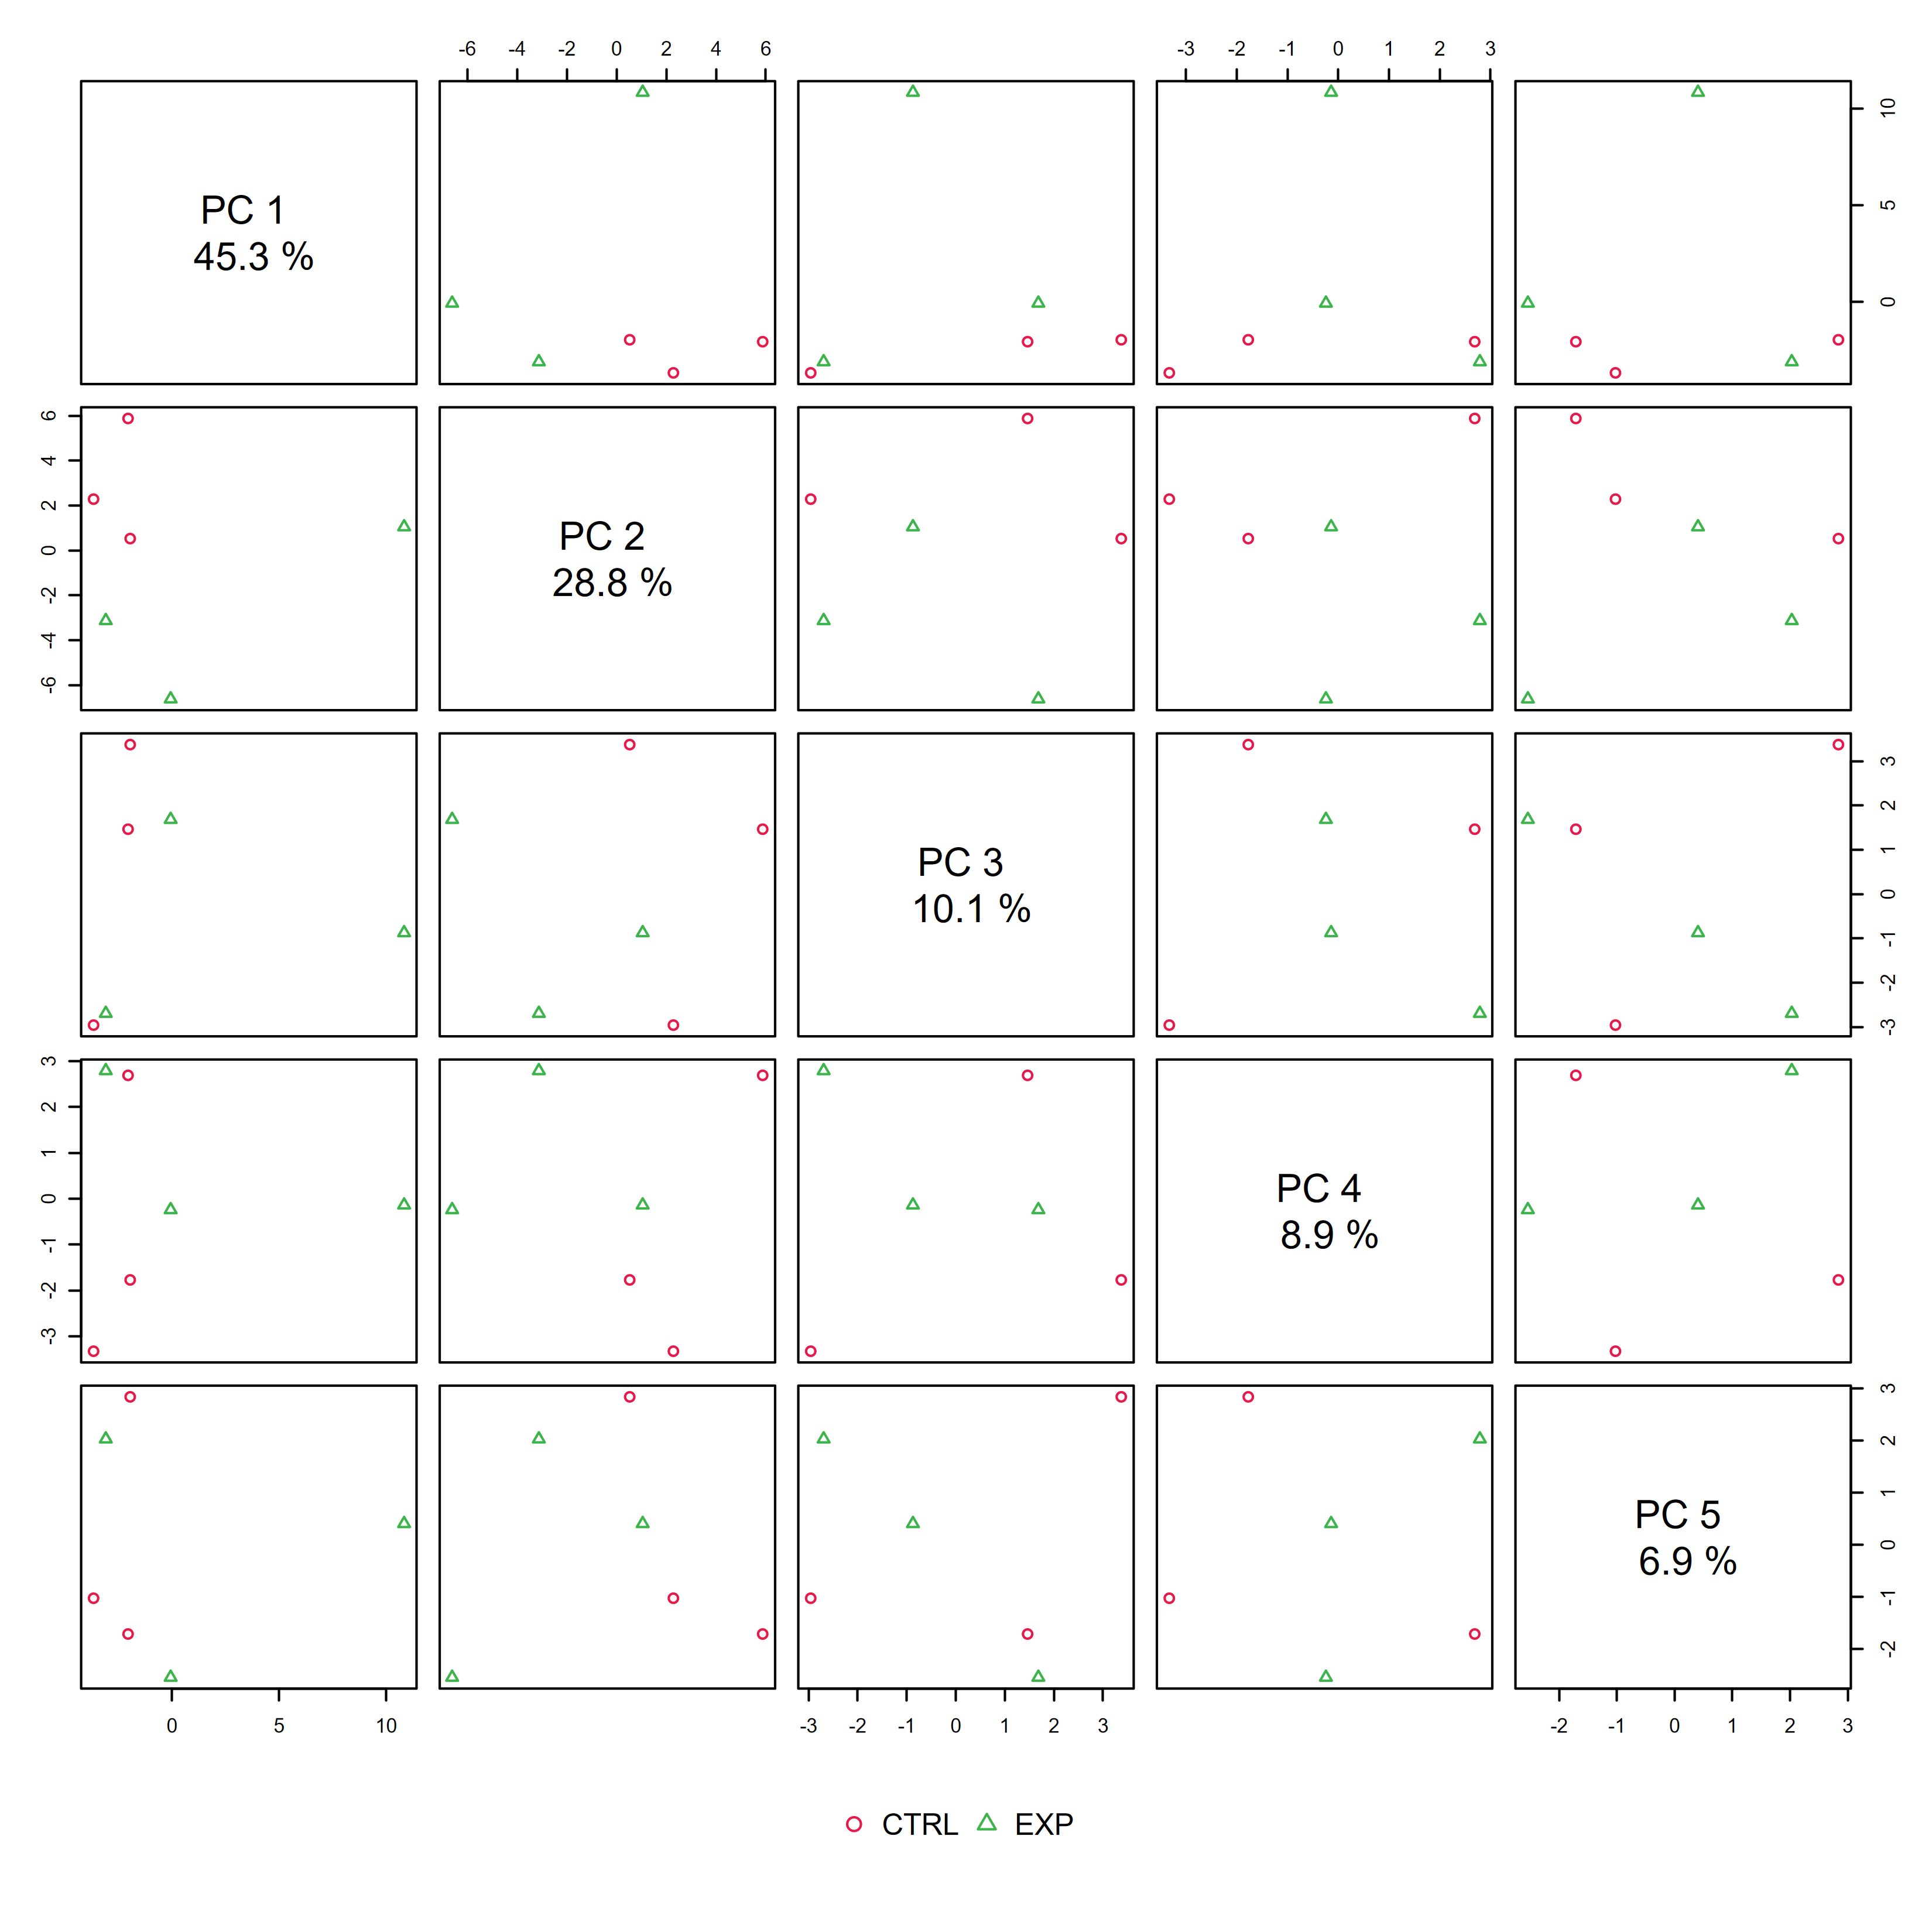 -6 -4 -2 0 2 4 6
-3 -2 -1 0 1 2 3
PC 1
45.3 %
0 5 10
-6 -4 -2 0 2 4 6
PC 2
28.8 %
PC 3
10.1 %
-3 -2 -1 0 1 2 3
-3 -2 -1 0 1 2 3
PC 4
8.9 %
PC 5
6.9 %
-2 -1 0 1 2 3
0 5 10
-3 -2 -1 0 1 2 3
-2 -1 0 1 2 3
CTRL EXP